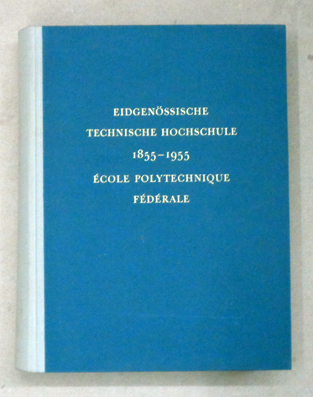 EIDGENÖSSISCHE
TECHNISCHE HOCHSCHULE
1855–1955
ÉCOLE POLYTECHNIQUE
FÉDÉRALE